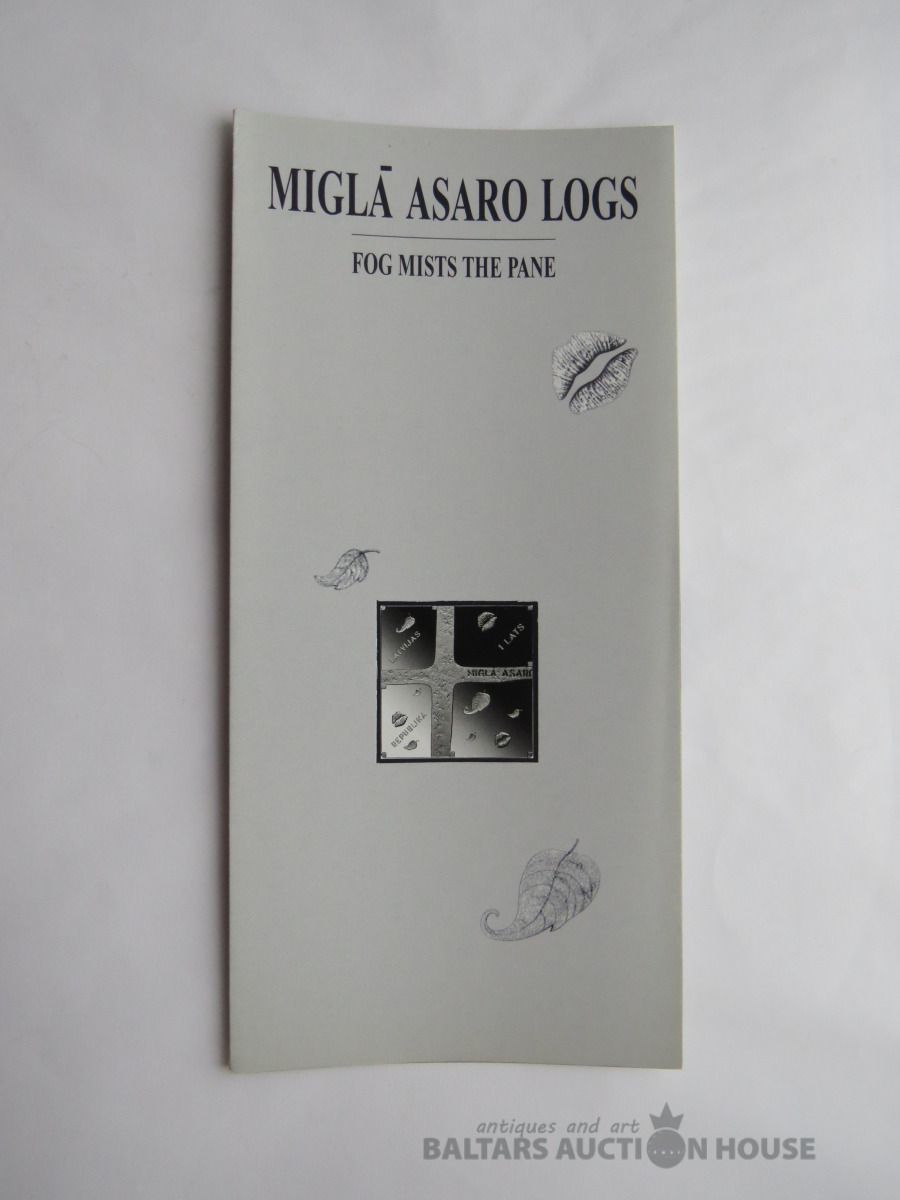 MIGLĀ ASARO LOGS
FOG MISTS THE PANE
LATVIJAS
1 LATS
MIGLĀ ASARO
REPUBLIKA
antiques and art
BALTARS AUCTION HOUSE